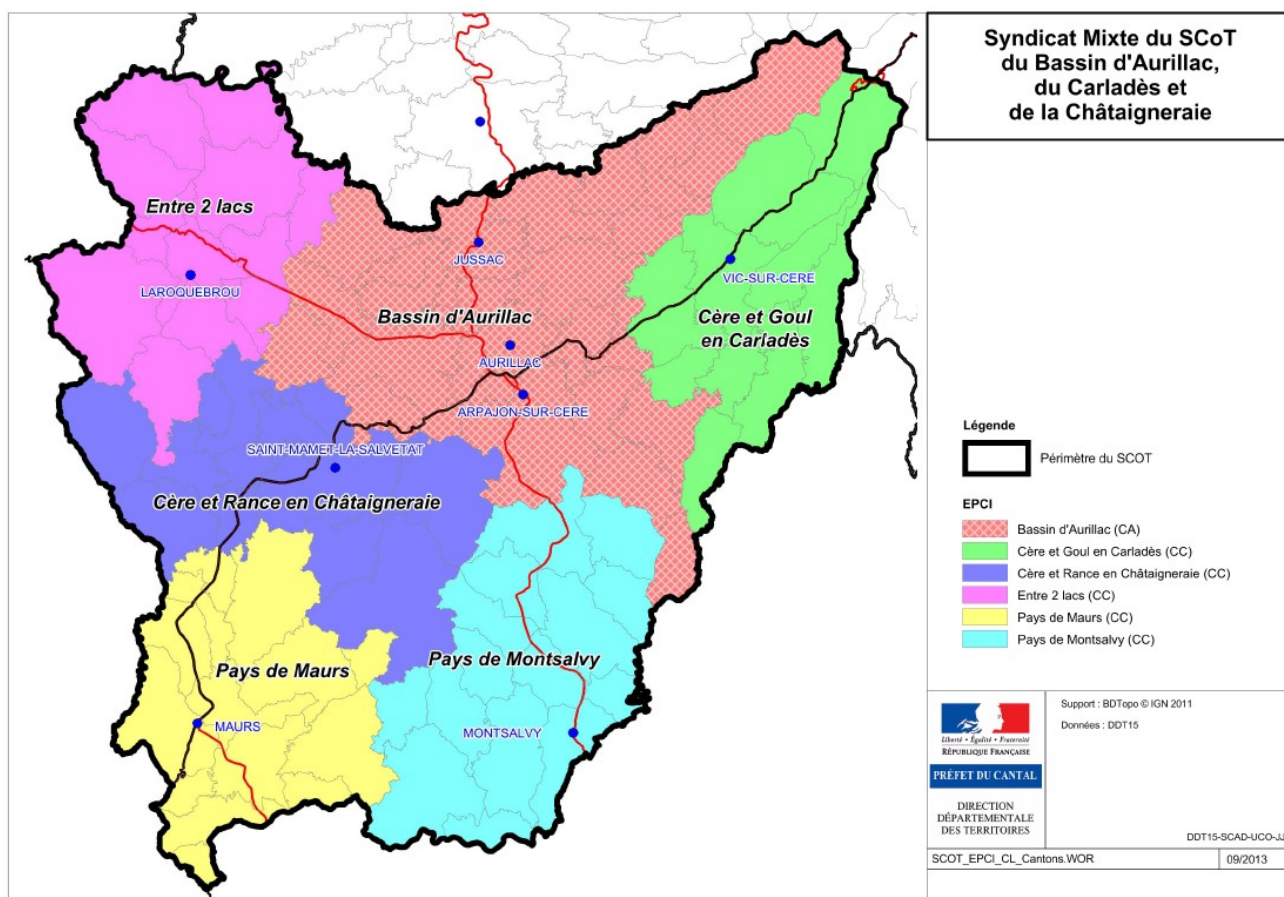 Syndicat Mixte du SCoT
du Bassin d'Aurillac,
du Carladès et
de la Châtaigneraie
Entre 2 lacs
LAROQUEBROU
JUSSAC
VIC-SUR-CERE
Bassin d'Aurillac
Cère et Goul
en Carladès
AURILLAC
ARPAJON-SUR-CERE
SAINT-MAMET-LA-SALVETAT
Cère et Rance en Châtaigneraie
Pays de Maurs
Pays de Montsalvy
MAURS
MONTSALVY
Légende
Périmètre du SCOT
EPCI
Bassin d'Aurillac (CA)
Cère et Goul en Carladès (CC)
Cère et Rance en Châtaigneraie (CC)
Entre 2 lacs (CC)
Pays de Maurs (CC)
Pays de Montsalvy (CC)
Liberté • Égalité • Fraternité
RÉPUBLIQUE FRANÇAISE
PRÉFET DU CANTAL
DIRECTION
DÉPARTEMENTALE
DES TERRITOIRES
Support : BDTopo © IGN 2011
Données : DDT15
DDT15-SCAD-UCO-JJ
SCOT_EPCI_CL_Cantons.WOR
09/2013